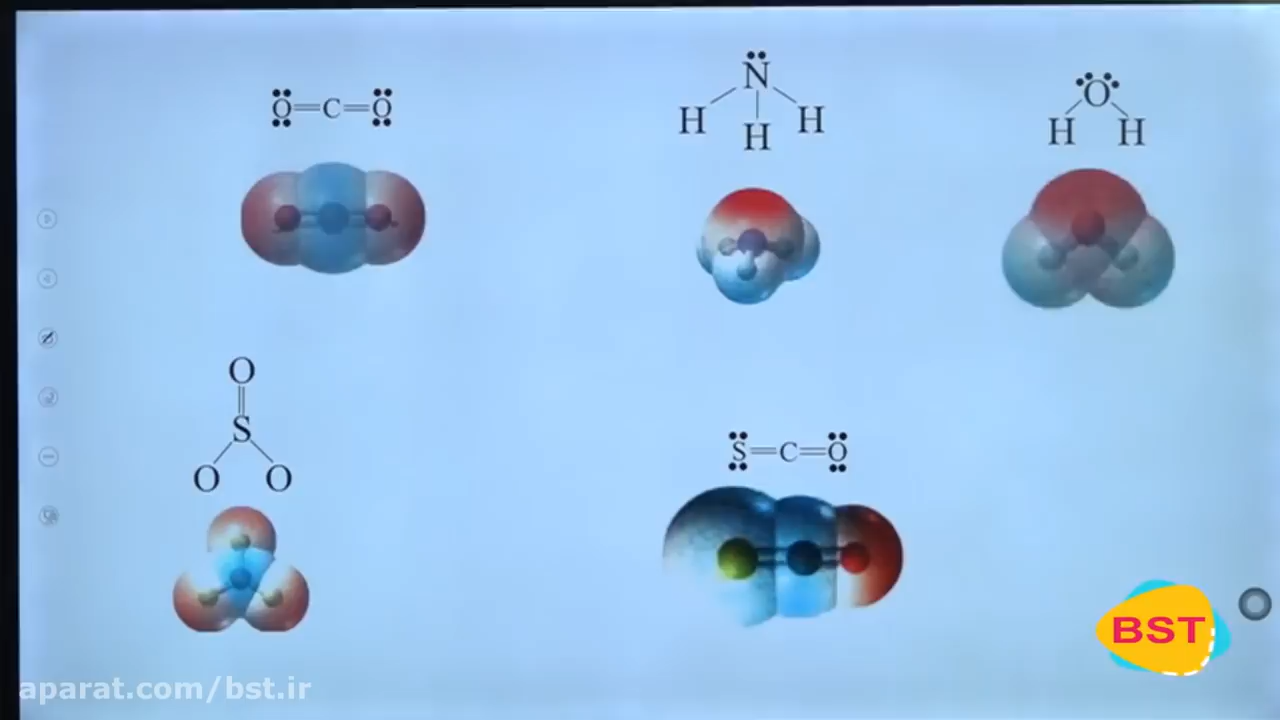 O=C=O
N
H H H
O
H H
O
S
O O
S=C=O
BST
aparat.com/bst.ir